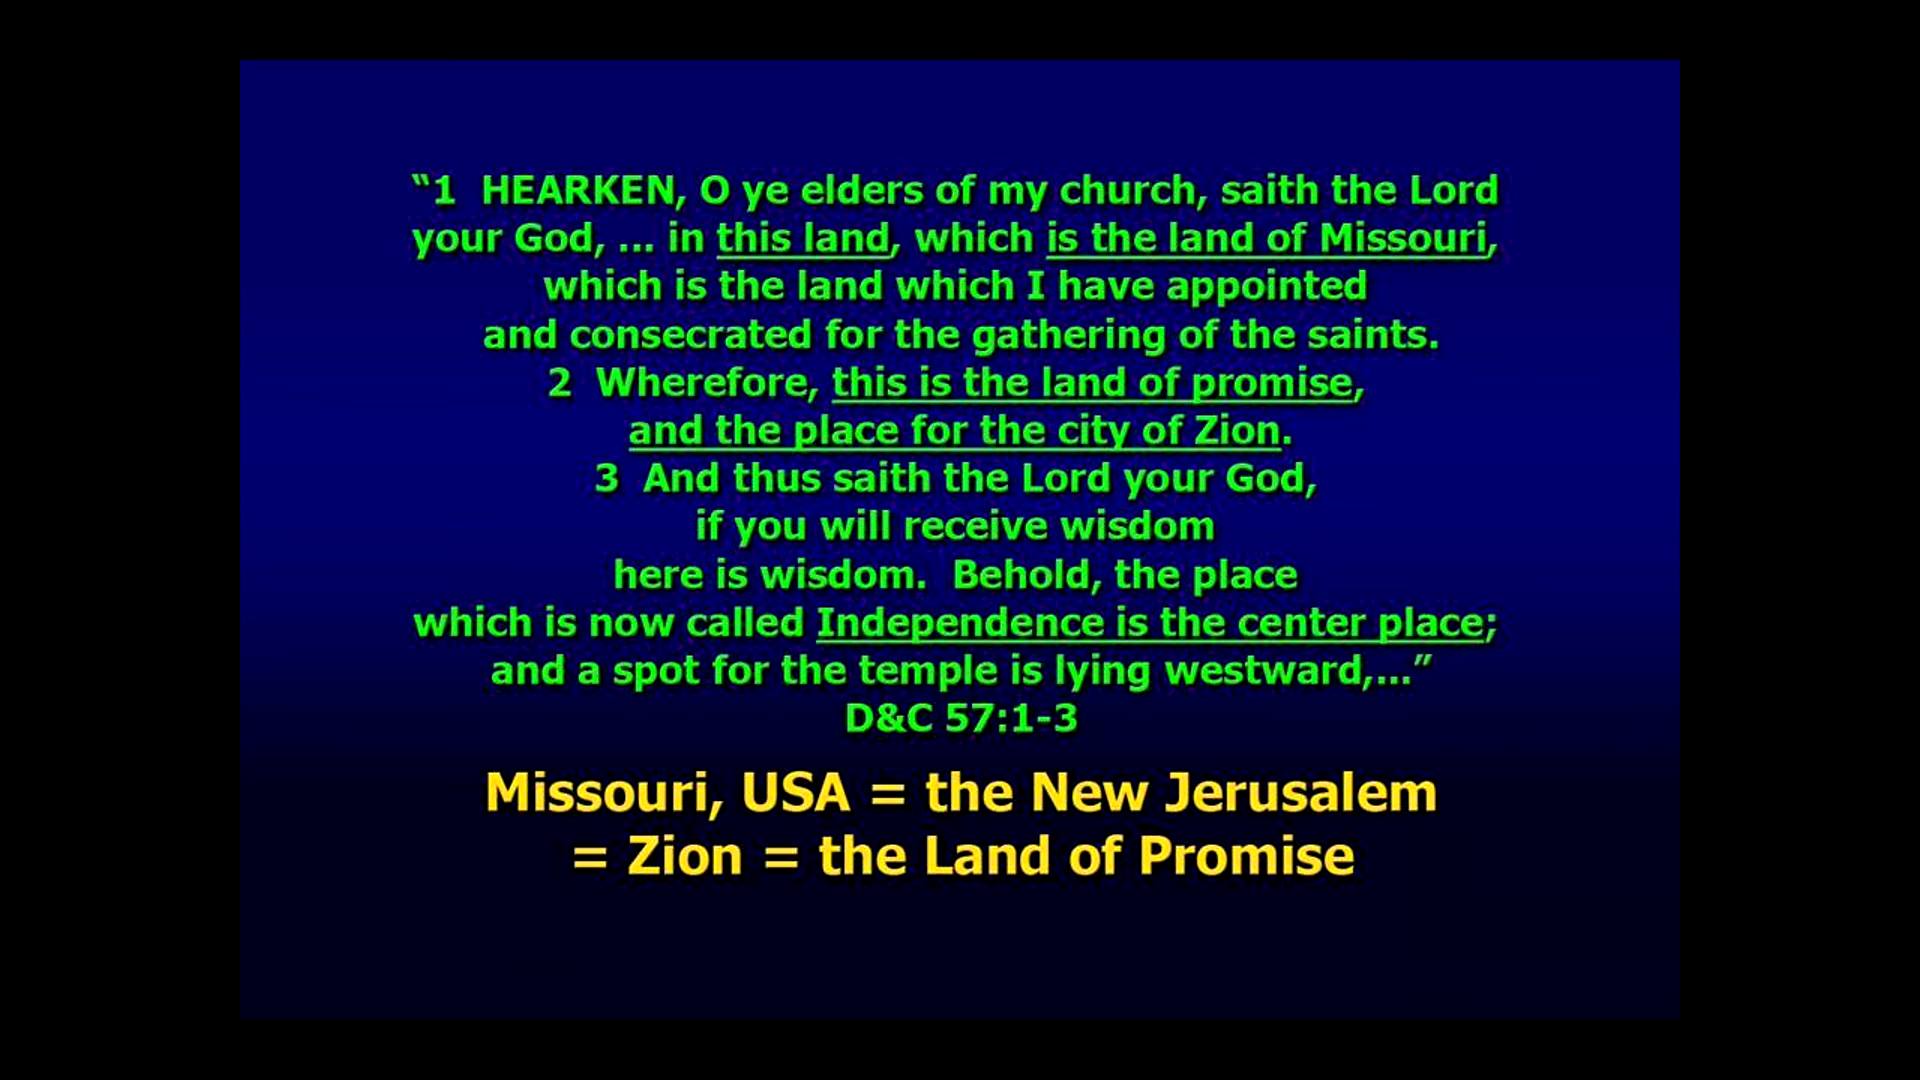 “1  HEARKEN, O ye elders of my church, saith the Lord
your God, ... in this land, which is the land of Missouri,
which is the land which I have appointed
and consecrated for the gathering of the saints.
2  Wherefore, this is the land of promise,
and the place for the city of Zion.
3  And thus saith the Lord your God,
if you will receive wisdom
here is wisdom.  Behold, the place
which is now called Independence is the center place;
and a spot for the temple is lying westward,...”
D&C 57:1-3
Missouri, USA = the New Jerusalem
= Zion = the Land of Promise